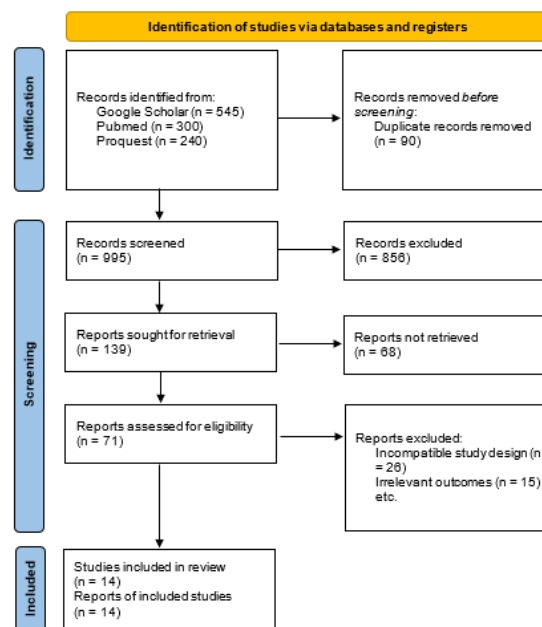 Identification of studies via databases and registers
Identification
Records identified from:
Google Scholar (n = 545)
Pubmed (n = 300)
Proquest (n = 240)
Records removed before
screening:
Duplicate records removed
(n = 90)
Screening
Records screened
(n = 995)
Records excluded
(n = 856)
Reports sought for retrieval
(n = 139)
Reports not retrieved
(n = 68)
Reports assessed for eligibility
(n = 71)
Reports excluded:
Incompatible study design (n
= 26)
Irrelevant outcomes (n = 15)
etc.
Included
Studies included in review
(n = 14)
Reports of included studies
(n = 14)